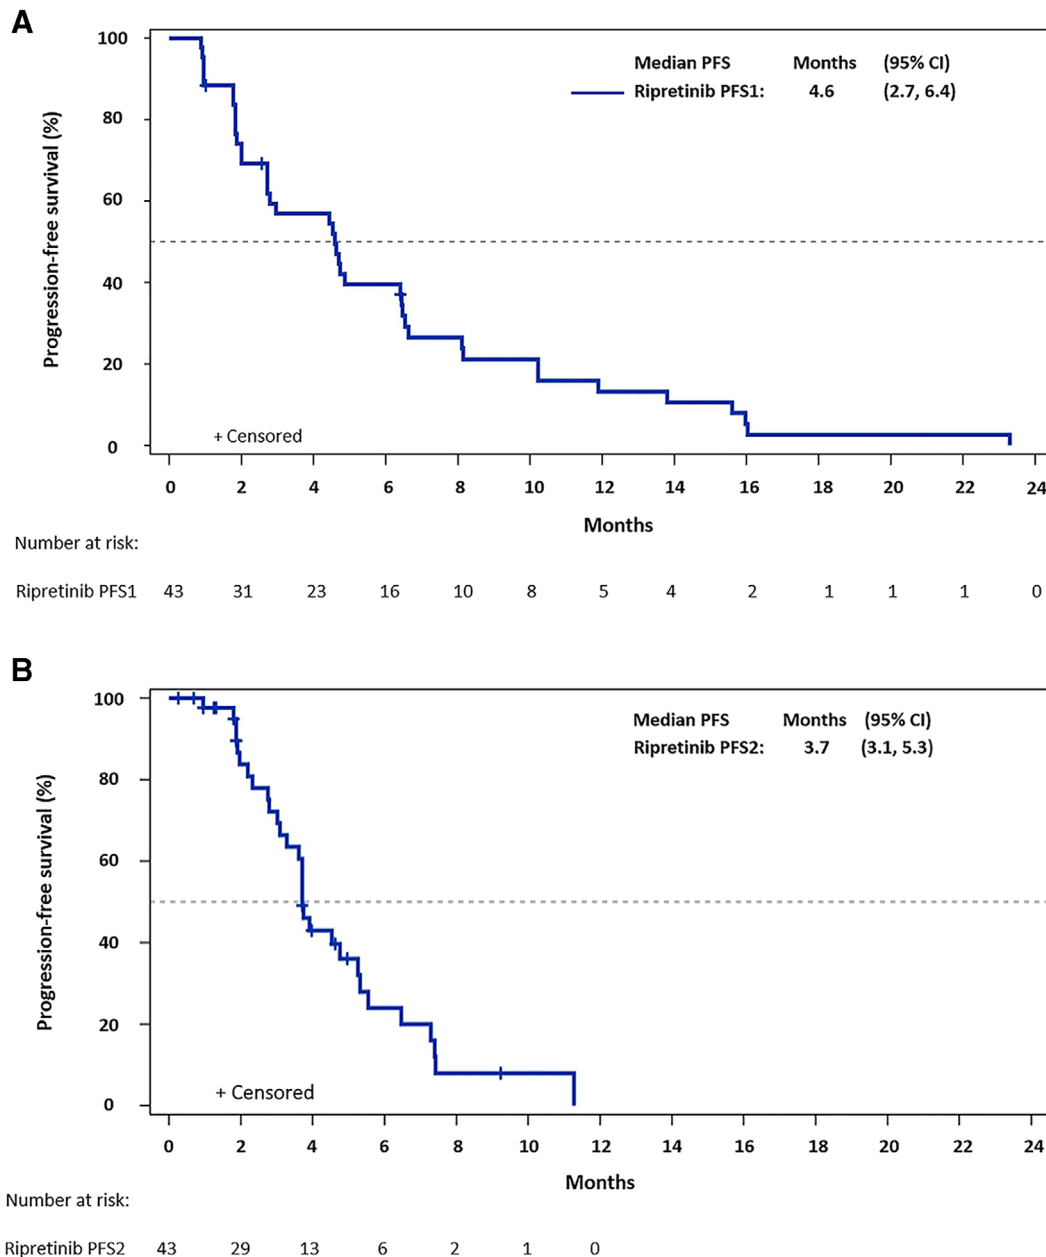 A
Progression-free survival (%)
100
80
60
40
20
0
Median PFS Months (95% CI)
Ripretinib PFS1: 4.6 (2.7, 6.4)
+ Censored
0 2 4 6 8 10 12 14 16 18 20 22 24
Months
Number at risk:
Ripretinib PFS1 43 31 23 16 10 8 5 4 2 1 1 1 0
B
Progression-free survival (%)
100
80
60
40
20
0
Median PFS Months (95% CI)
Ripretinib PFS2: 3.7 (3.1, 5.3)
+ Censored
0 2 4 6 8 10 12 14 16 18 20 22 24
Months
Number at risk:
Ripretinib PFS2 43 29 13 6 2 1 0